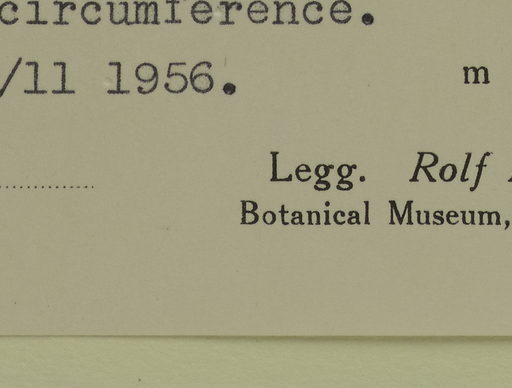 circumference.
/11 1956.
m
Legg. Rolf
Botanical Museum,